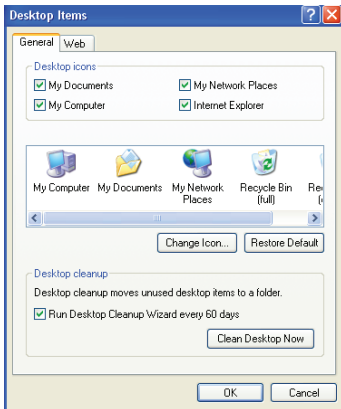 Desktop Items
General Web
Desktop icons
My Documents My Network Places
My Computer Internet Explorer
My Computer My Documents My Network Places Recycle Bin (full)
Change Icon... Restore Default
Desktop cleanup
Desktop cleanup moves unused desktop items to a folder.
Run Desktop Cleanup Wizard every 60 days
Clean Desktop Now
OK Cancel